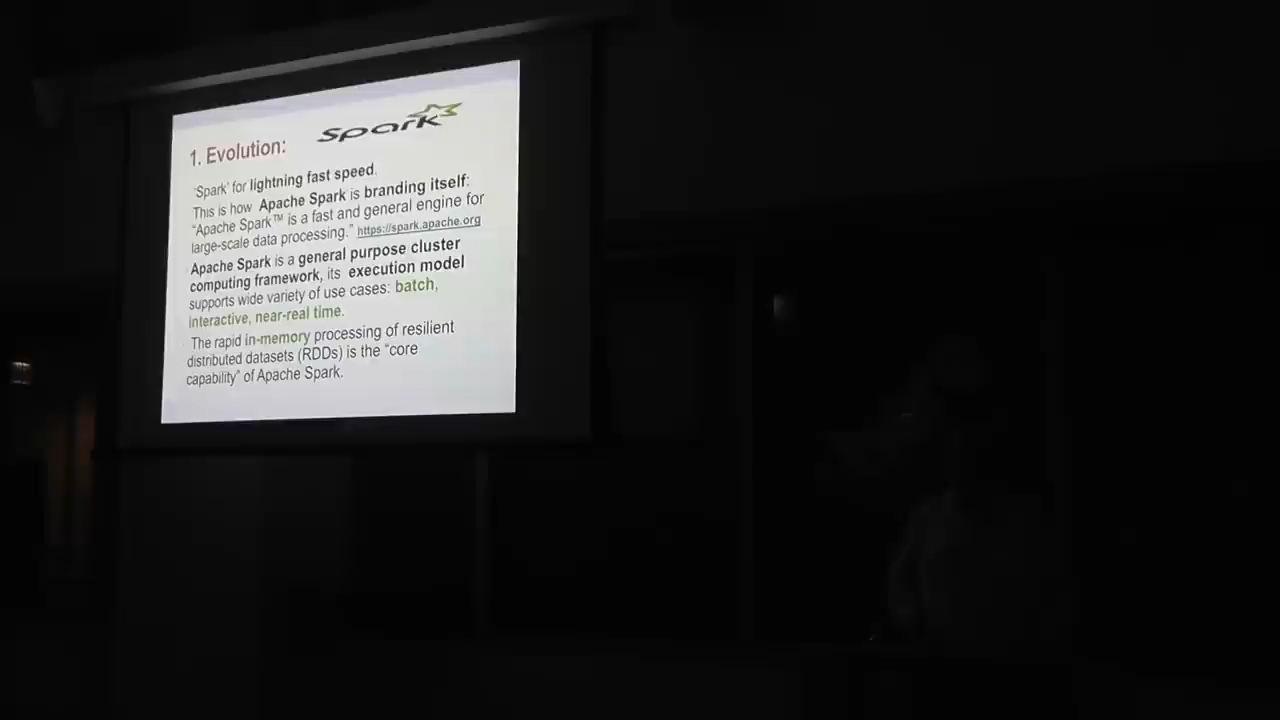 1. Evolution:
Spark
'Spark' for lightning fast speed.
This is how Apache Spark is branding itself:
"Apache Spark™ is a fast and general engine for
large-scale data processing." https://spark.apache.org
Apache Spark is a general purpose cluster
computing framework, its execution model
supports wide variety of use cases: batch,
interactive, near-real time.
The rapid in-memory processing of resilient
distributed datasets (RDDs) is the "core
capability" of Apache Spark.